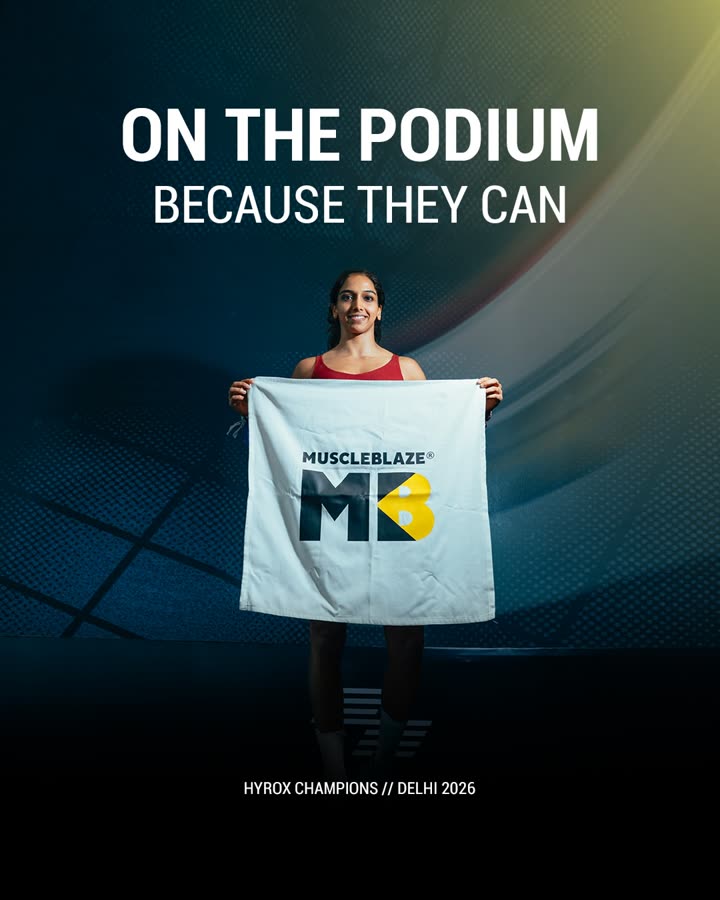 ON THE PODIUM
BECAUSE THEY CAN
MUSCLEBLAZE®
MB
HYROX CHAMPIONS // DELHI 2026